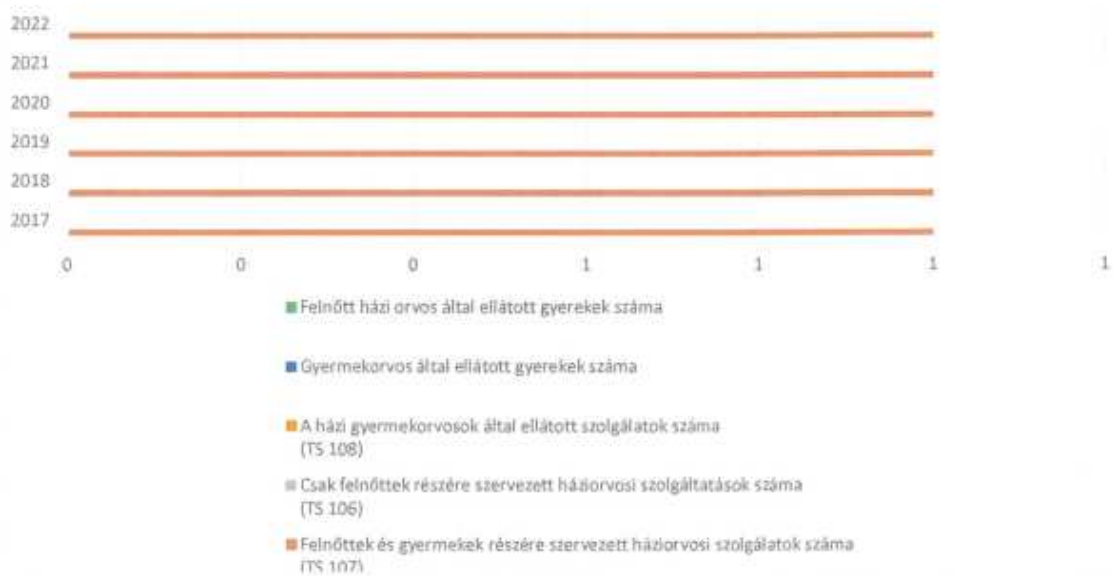 2022
2021
2020
2019
2018
2017
0 0 0 1 1 1 1
Felnőtt házi orvos által ellátott gyerekek száma
Gyermekorvos által ellátott gyerekek száma
A házi gyermekorvosok által ellátott szolgálatok száma
(TS 108)
Csak felnőttek részére szervezett háziorvosi szolgáltatások száma
(TS 106)
Felnőttek és gyermekek részére szervezett háziorvosi szolgálatok száma
(TS 107)